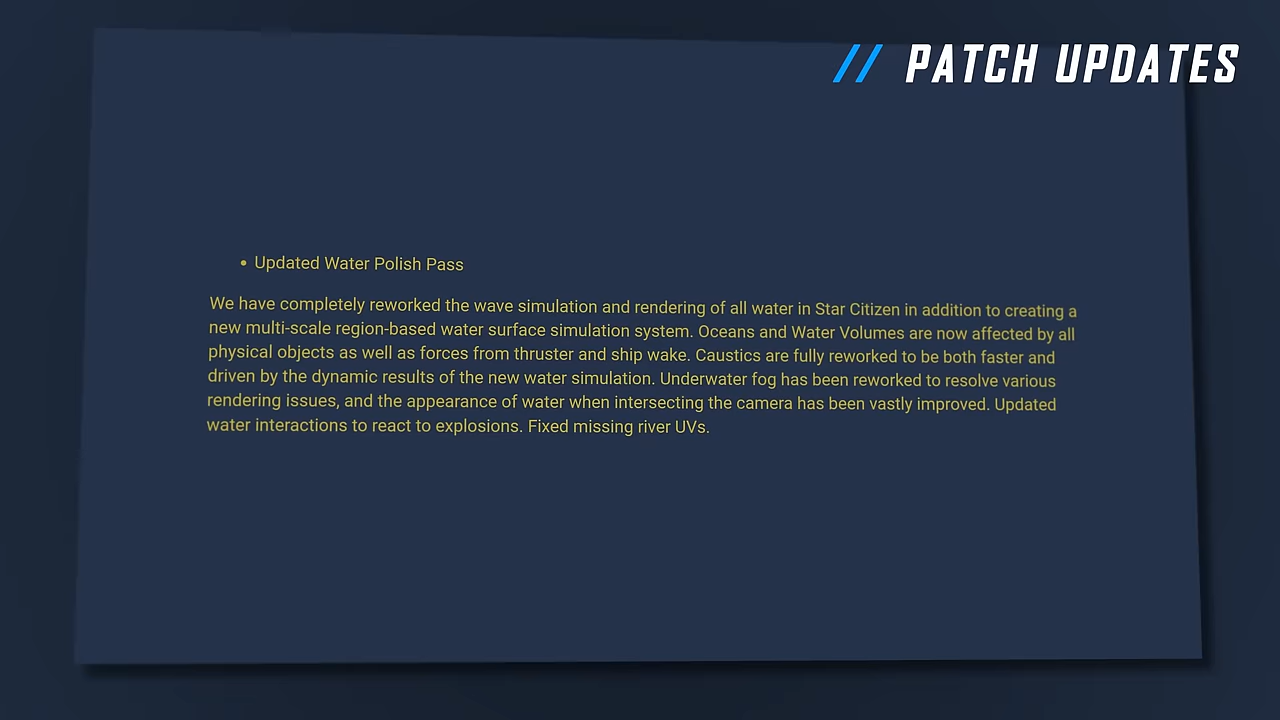 // PATCH UPDATES
• Updated Water Polish Pass
We have completely reworked the wave simulation and rendering of all water in Star Citizen in addition to creating a
new multi-scale region-based water surface simulation system. Oceans and Water Volumes are now affected by all
physical objects as well as forces from thruster and ship wake. Caustics are fully reworked to be both faster and
driven by the dynamic results of the new water simulation. Underwater fog has been reworked to resolve various
rendering issues, and the appearance of water when intersecting the camera has been vastly improved. Updated
water interactions to react to explosions. Fixed missing river UVs.